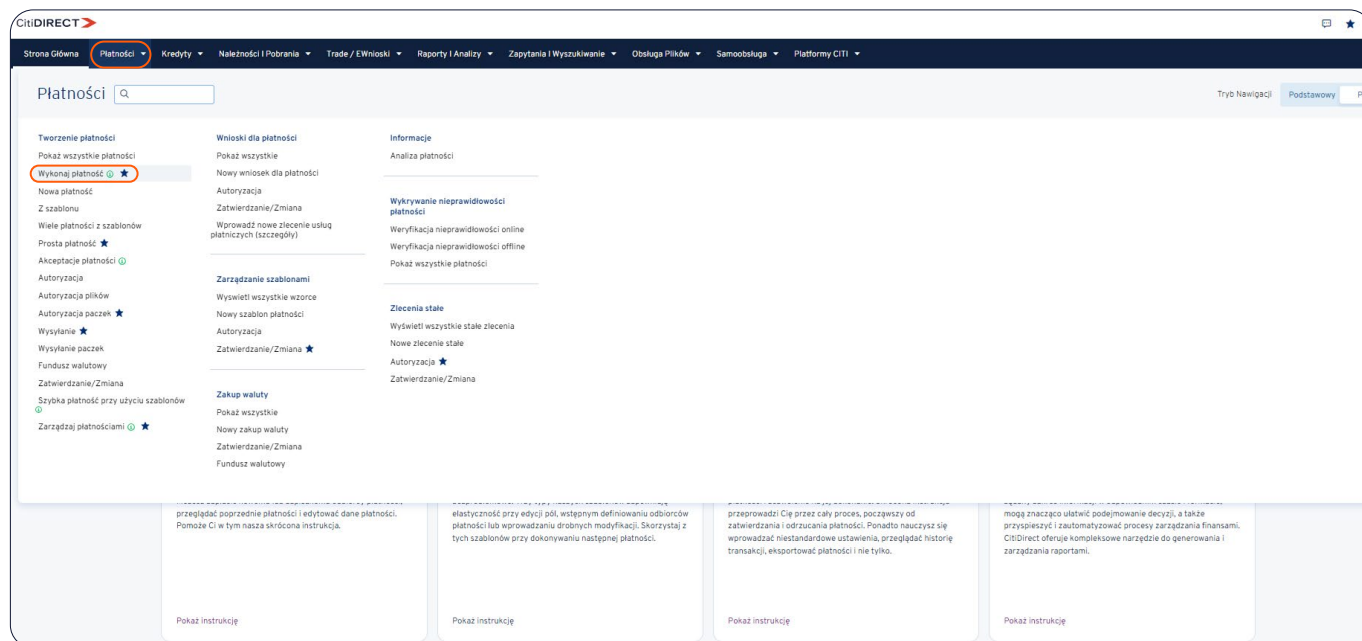 CitiDIRECT
Strona Główna Płatności Kredyty Należności I Pobrania Trade / EWnioski Raporty I Analizy Zapytania I Wyszukiwanie Obsługa Plików Samoobsługa Platformy CITI
Płatności
Tryb Nawigacji Podstawowy P
Tworzenie płatności
Pokaż wszystkie płatności
Wykonaj płatność
Nowa płatność
Z szablonu
Wiele płatności z szablonów
Prosta płatność
Akceptacje płatności
Autoryzacja
Autoryzacja plików
Autoryzacja paczek
Wysyłanie
Wysyłanie paczek
Fundusz walutowy
Zatwierdzanie/Zmiana
Szybka płatność przy użyciu szablonów
Zarządzaj płatnościami
Wnioski dla płatności
Pokaż wszystkie
Nowy wniosek dla płatności
Autoryzacja
Zatwierdzanie/Zmiana
Wprowadź nowe zlecenie usług
płatniczych (szczegóły)
Zarządzanie szablonami
Wyswietl wszystkie wzorce
Nowy szablon płatności
Autoryzacja
Zatwierdzanie/Zmiana
Zakup waluty
Pokaż wszystkie
Nowy zakup waluty
Zatwierdzanie/Zmiana
Fundusz walutowy
Informacje
Analiza płatności
Wykrywanie nieprawidłowości
płatności
Weryfikacja nieprawidłowości online
Weryfikacja nieprawidłowości offline
Pokaż wszystkie płatności
Zlecenia stałe
Wyświetl wszystkie stałe zlecenia
Nowe zlecenie stałe
Autoryzacja
Zatwierdzanie/Zmiana
przeglądać poprzednie płatności i edytować dane płatności.
Pomoże Ci w tym nasza skrócona instrukcja.
Pokaż instrukcję
elastyczność przy edycji pól, wstępnym definiowaniu odbiorców
płatności lub wprowadzaniu drobnych modyfikacji. Skorzystaj z
tych szablonów przy dokonywaniu następnej płatności.
Pokaż instrukcję
przeprowadzi Cię przez cały proces, począwszy od
zatwierdzania i odrzucania płatności. Ponadto nauczysz się
wprowadzać niestandardowe ustawienia, przeglądać historię
transakcji, eksportować płatności i nie tylko.
Pokaż instrukcję
mogą znacząco ułatwić podejmowanie decyzji, a także
przyspieszyć i zautomatyzować procesy zarządzania finansami.
CitiDirect oferuje kompleksowe narzędzie do generowania i
zarządzania raportami.
Pokaż instrukcję